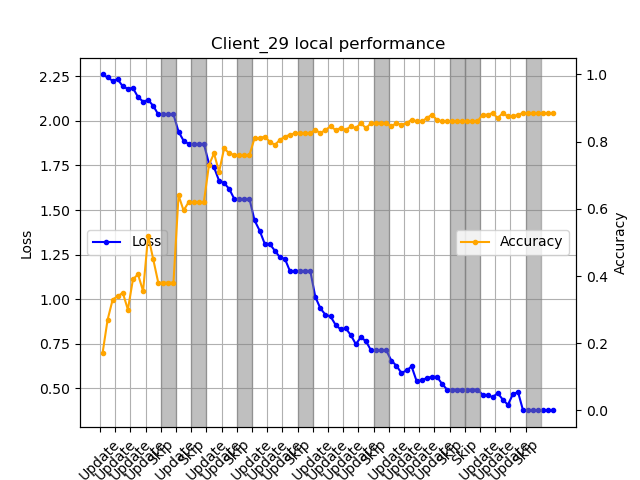 Client_29 local performance
2.25
2.00
1.75
1.50
1.25
1.00
0.75
0.50
Loss
Loss
Accuracy
1.0
0.8
0.6
0.4
0.2
0.0
Accuracy
Update
Update
Update
Update
Skip
Update
Skip
Update
Update
Skip
Update
Update
Update
Skip
Update
Update
Update
Update
Skip
Update
Update
Update
Update
Skip
Skip
Update
Update
Update
Skip